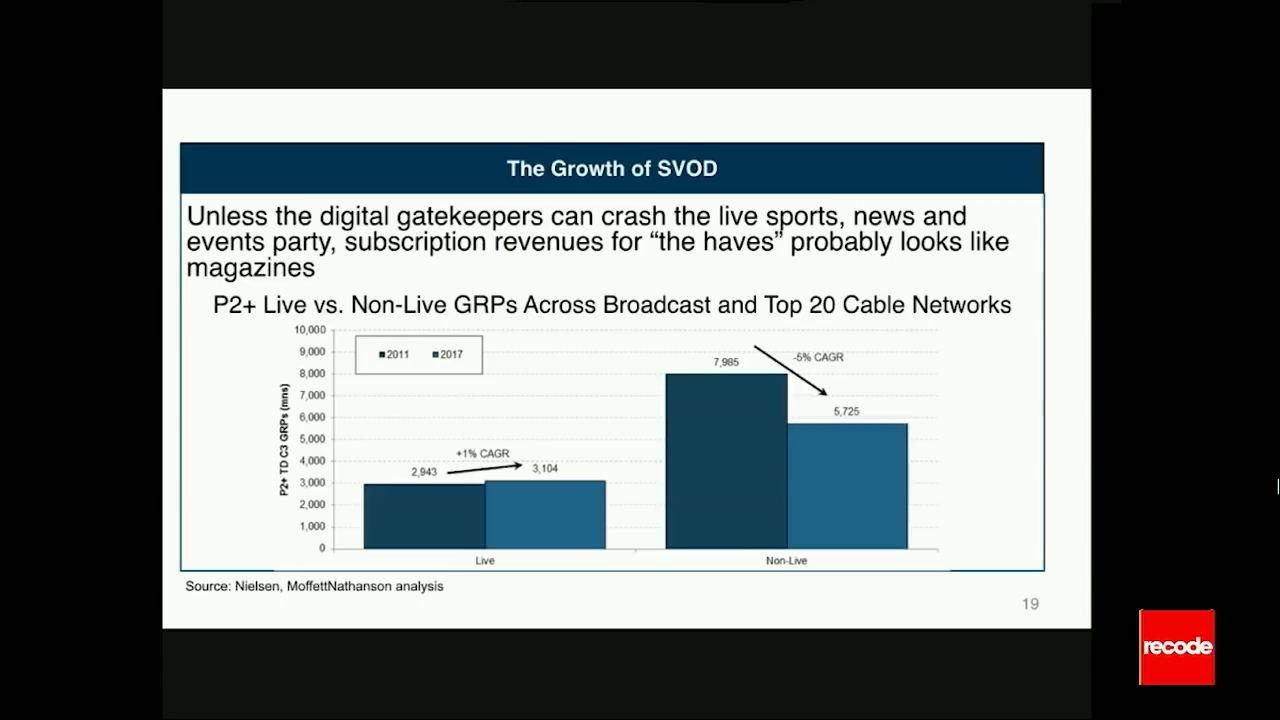 The Growth of SVOD
Unless the digital gatekeepers can crash the live sports, news and
events party, subscription revenues for “the haves” probably looks like
magazines
P2+ Live vs. Non-Live GRPs Across Broadcast and Top 20 Cable Networks
P2+ TD C3 GRPs (mns)
10,000
9,000
8,000
7,000
6,000
5,000
4,000
3,000
2,000
1,000
0
2011 2017
2,943
+1% CAGR
3,104
7,985
-5% CAGR
5,725
Live Non-Live
Source: Nielsen, MoffettNathanson analysis
19
recode